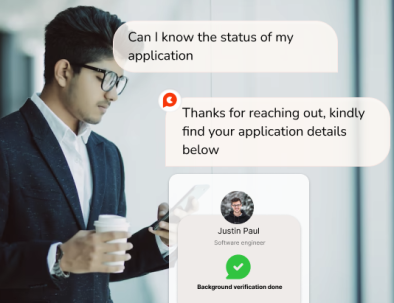 Can I know the status of my
application
Thanks for reaching out, kindly
find your application details
below
Justin Paul
Software engineer
Background verification done